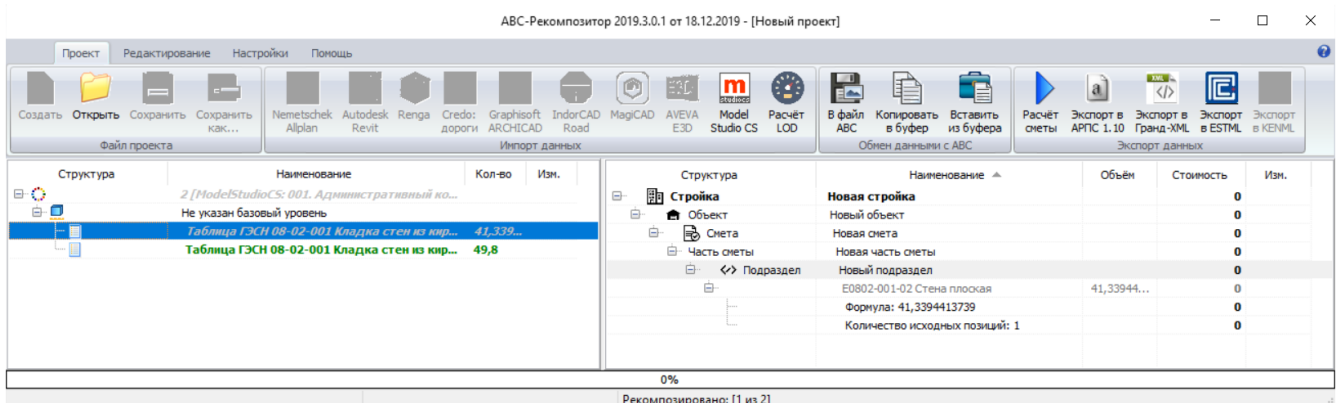 АВС-Рекомпозитор 2019.3.0.1 от 18.12.2019 - [Новый проект]
Проект Редактирование Настройки Помощь
Создать Открыть Сохранить Сохранить как...
Файл проекта
Nemetschek Allplan Autodesk Revit Renga Credo: дороги Graphisoft ARCHICAD IndorCAD Road MagiCAD AVEVA E3D Model Studio CS Расчёт LOD
Импорт данных
В файл АВС Копировать в буфер Вставить из буфера
Обмен данными с АВС
Расчёт сметы Экспорт в АРПС 1.10 Экспорт в Гранд-XML Экспорт в ESTML Экспорт в KENML
Экспорт данных
Структура Наименование Кол-во Изм.
2 [ModelStudioCS: 001. Административный ко...
Не указан базовый уровень
Таблица ГЭСН 08-02-001 Кладка стен из кир... 41,339...
Таблица ГЭСН 08-02-001 Кладка стен из кир... 49,8
Структура Наименование Объём Стоимость Изм.
Стройка Новая стройка 0
Объект Новый объект 0
Смета Новая смета 0
Часть сметы Новая часть сметы 0
Подраздел Новый подраздел 0
E0802-001-02 Стена плоская 41,33944... 0
Формула: 41,3394413739 0
Количество исходных позиций: 1 0
0%
Рекомпозировано: [1 из 2]